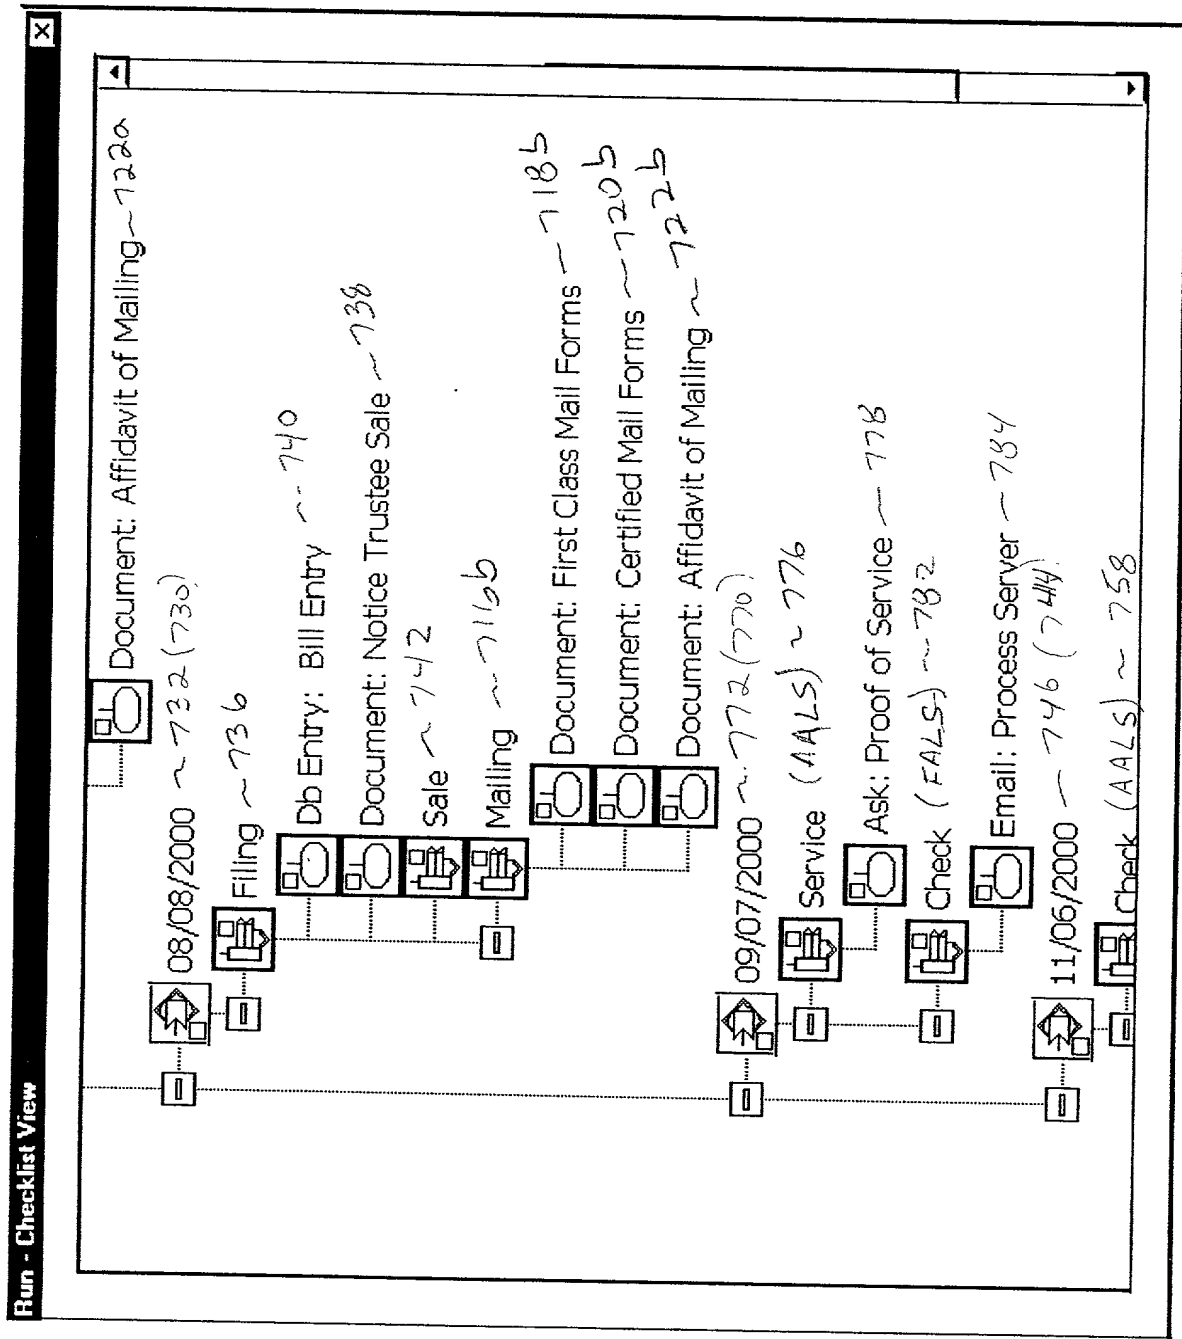 Run - Checklist View
Document: Affidavit of Mailing ~ 722a
08/08/2000 ~ 732 (730)
Filing ~ 736
Db Entry: Bill Entry ~ 740
Document: Notice Trustee Sale ~ 738
Sale ~ 742
Mailing ~ 716b
Document: First Class Mail Forms ~ 718b
Document: Certified Mail Forms ~ 720b
Document: Affidavit of Mailing ~ 722b
09/07/2000 ~ 772 (770)
Service (AALS) ~ 776
Ask: Proof of Service ~ 778
Check (FALS) ~ 782
Email: Process Server ~ 784
11/06/2000 ~ 746 (744)
Check (AALS) ~ 758